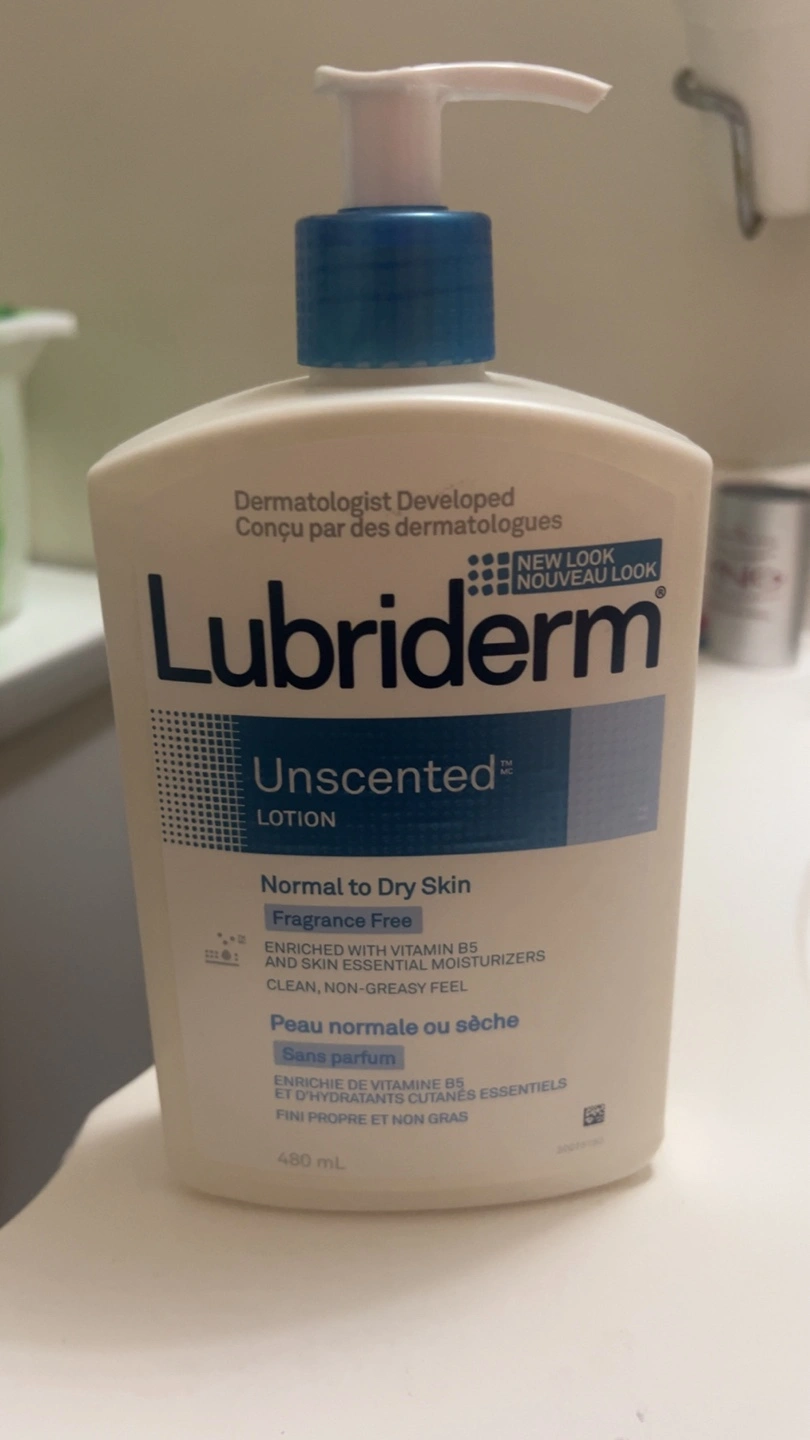 Dermatologist Developed
Conçu par des dermatologues
NEW LOOK
NOUVEAU LOOK
Lubriderm®
Unscented™ MC
LOTION
Normal to Dry Skin
Fragrance Free
ENRICHED WITH VITAMIN B5
AND SKIN ESSENTIAL MOISTURIZERS
CLEAN, NON-GREASY FEEL
Peau normale ou sèche
Sans parfum
ENRICHIE DE VITAMINE B5
ET D'HYDRATANTS CUTANÉS ESSENTIELS
FINI PROPRE ET NON GRAS
480 mL